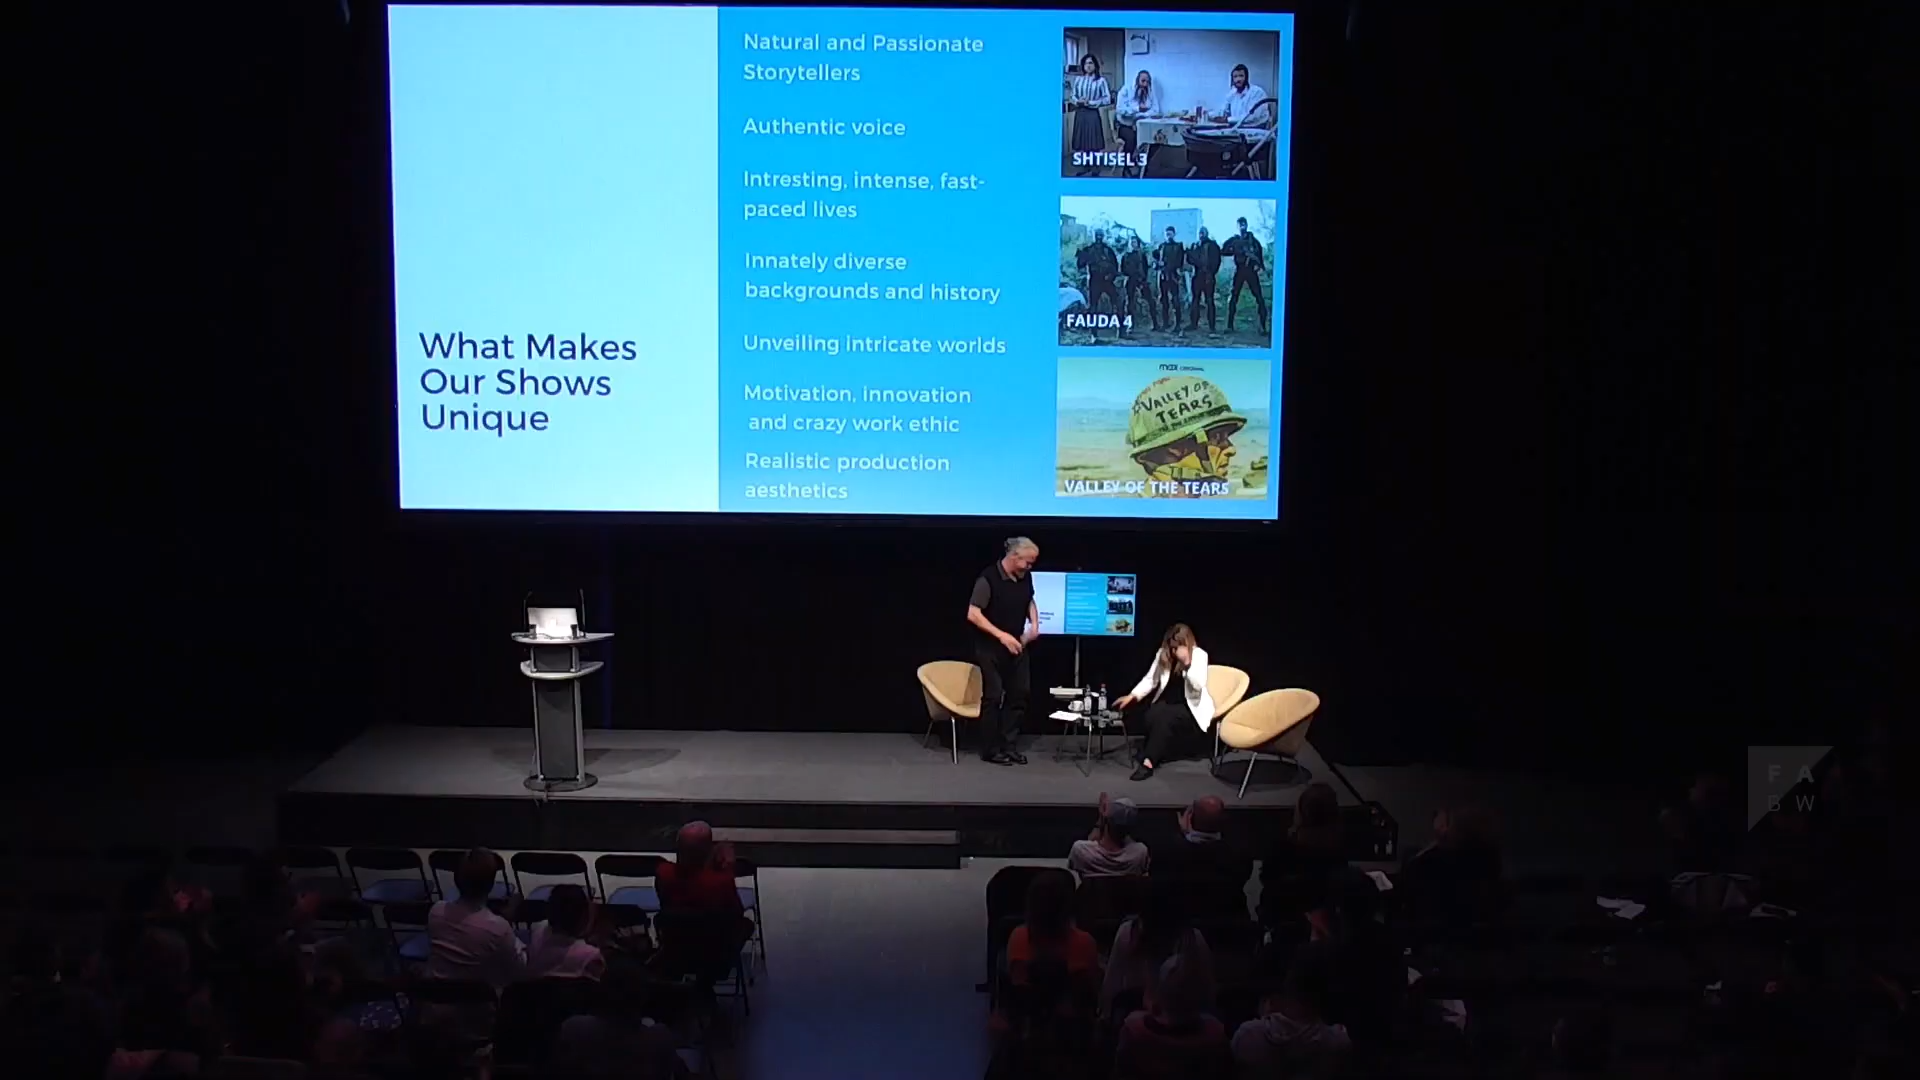 What Makes
Our Shows
Unique
Natural and Passionate
Storytellers
Authentic voice
Intresting, intense, fast-
paced lives
Innately diverse
backgrounds and history
Unveiling intricate worlds
Motivation, innovation
and crazy work ethic
Realistic production
aesthetics
SHTISEL 3
FAUDA 4
VALLEY OF
TEARS
VALLEY OF THE TEARS
F A
B W